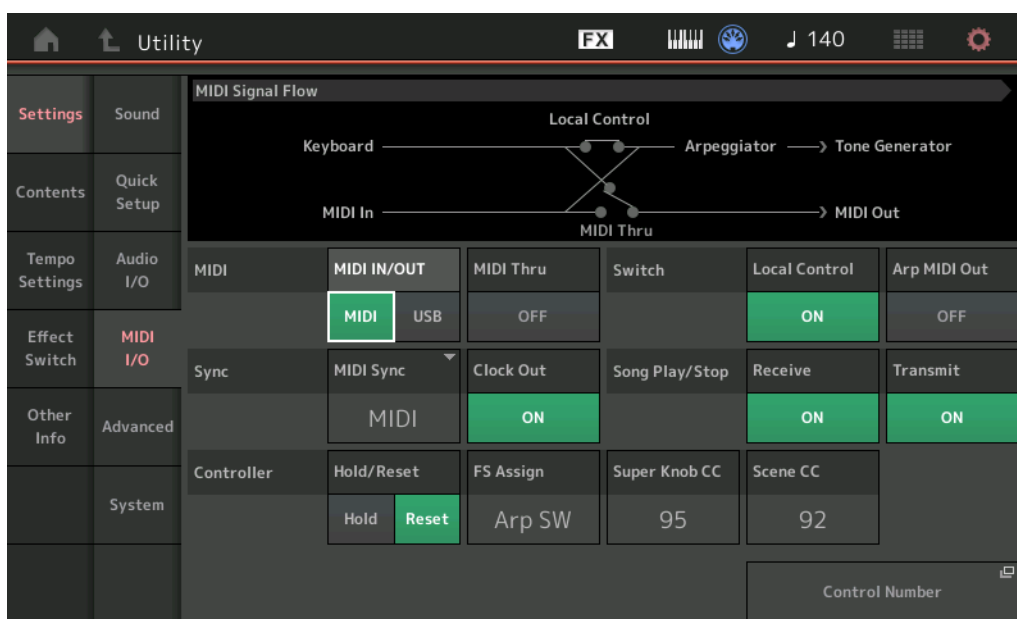 Utility
FX
♩ 140
Settings
Sound
Contents
Quick
Setup
Tempo
Settings
Audio
I/O
Effect
Switch
MIDI
I/O
Other
Info
Advanced
System
MIDI Signal Flow
Local Control
Keyboard
Arpeggiator
Tone Generator
MIDI In
MIDI Out
MIDI Thru
MIDI
MIDI IN/OUT
MIDI Thru
Switch
Local Control
Arp MIDI Out
MIDI
USB
OFF
ON
OFF
Sync
MIDI Sync
Clock Out
Song Play/Stop
Receive
Transmit
MIDI
ON
ON
ON
Controller
Hold/Reset
FS Assign
Super Knob CC
Scene CC
Hold
Reset
Arp SW
95
92
Control Number